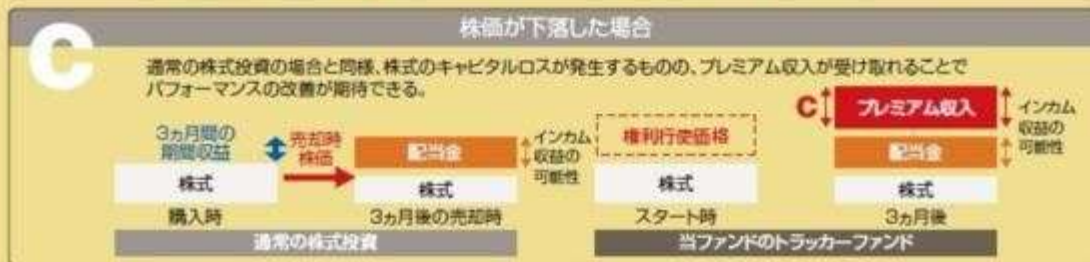 C
株価が下落した場合
通常の株式投資の場合と同様、株式のキャピタルロスが発生するものの、プレミアム収入が受け取れることで
パフォーマンスの改善が期待できる。
3ヵ月間の
期間収益
売却時
株価
株式
購入時
配当金
株式
3ヵ月後の売却時
インカム
収益の
可能性
通常の株式投資
権利行使価格
株式
スタート時
C
プレミアム収入
配当金
株式
3ヵ月後
インカム
収益の
可能性
当ファンドのトラッカーファンド